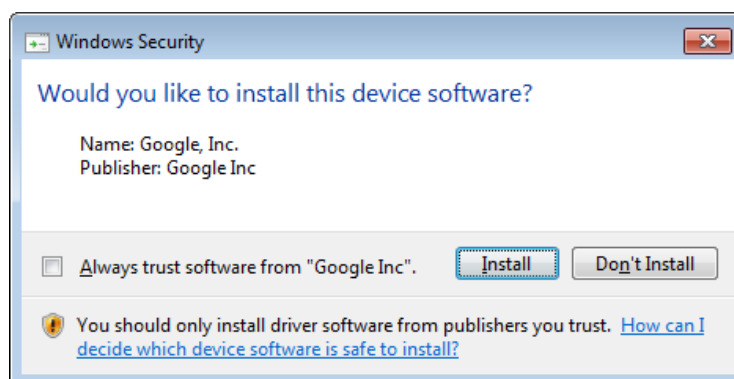 Windows Security
Would you like to install this device software?
Name: Google, Inc.
Publisher: Google Inc
Always trust software from "Google Inc".
Install
Don't Install
You should only install driver software from publishers you trust. How can I
decide which device software is safe to install?